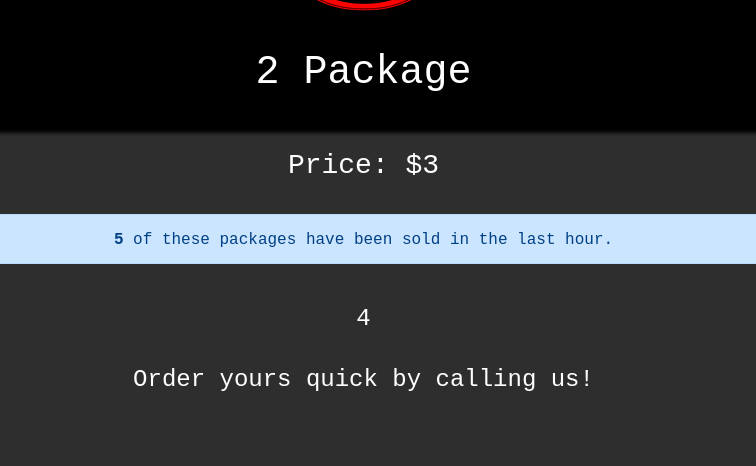 2 Package
Price: $3
5 of these packages have been sold in the last hour.
4
Order yours quick by calling us!